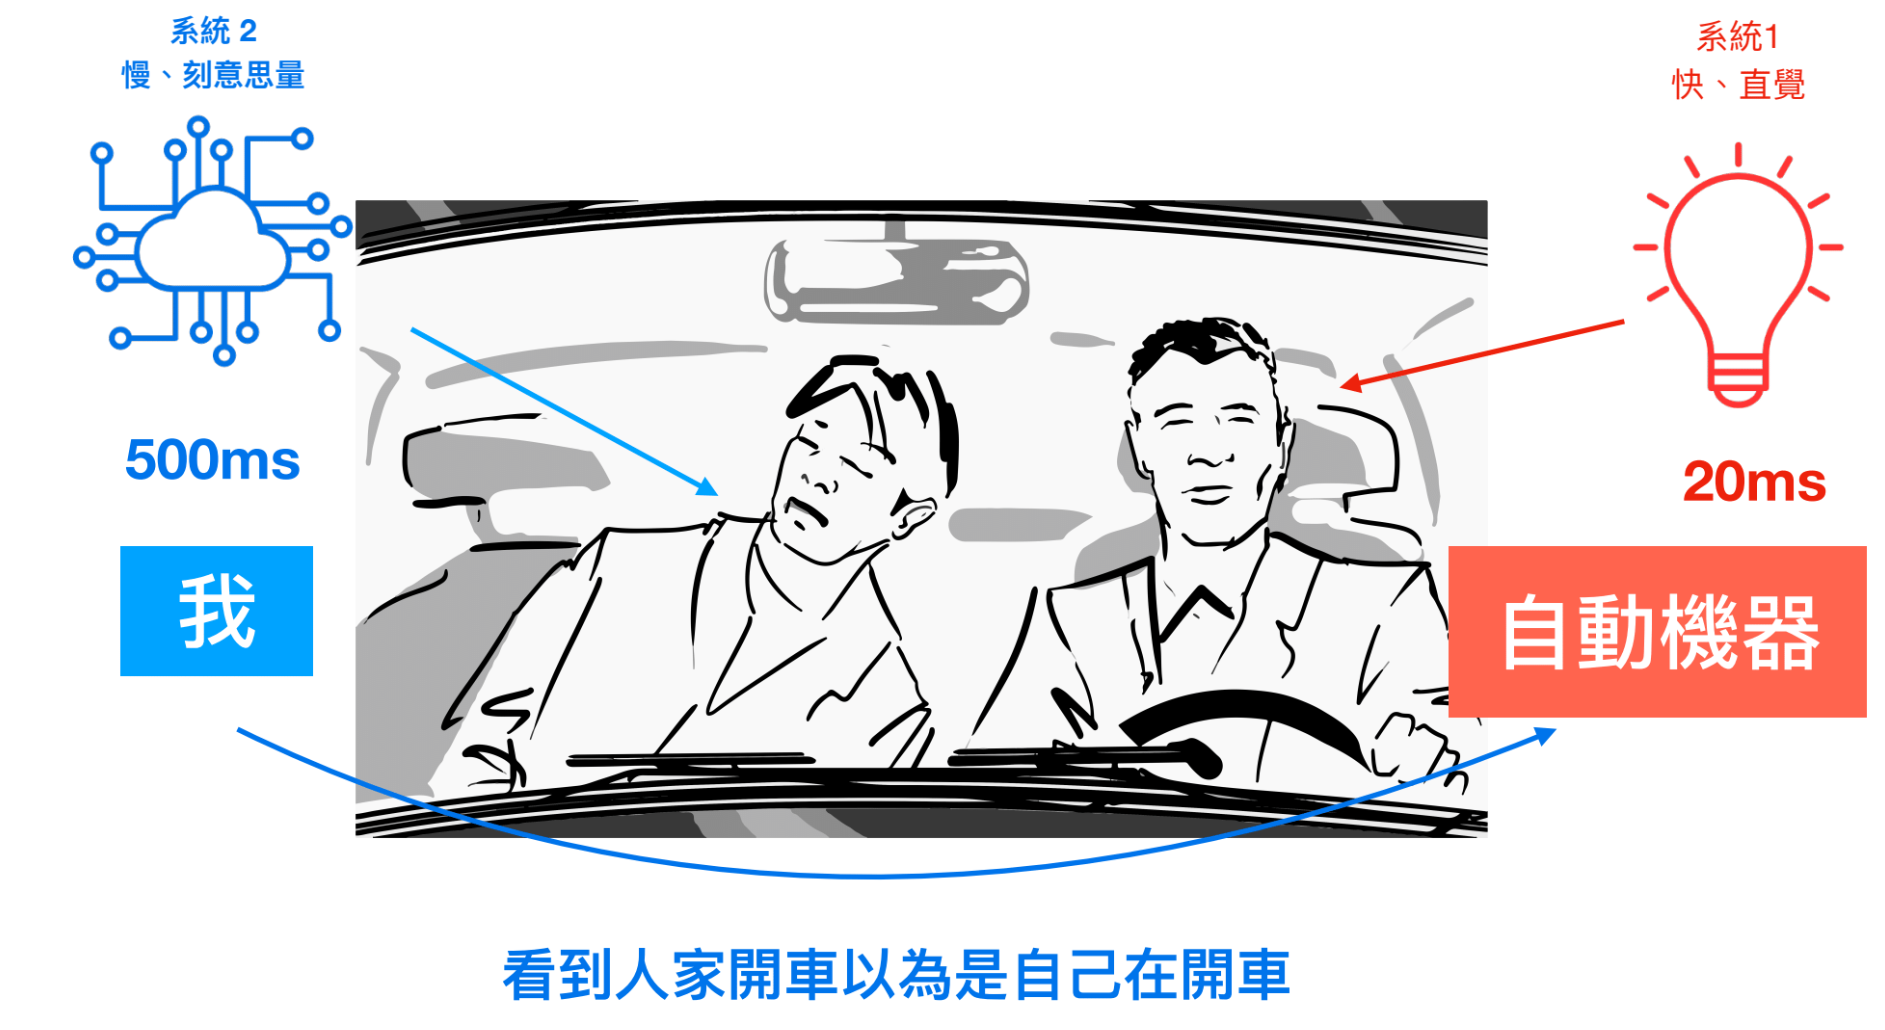 系統 2
慢、刻意思量
系統1
快、直覺
500ms
20ms
我
自動機器
看到人家開車以為是自己在開車